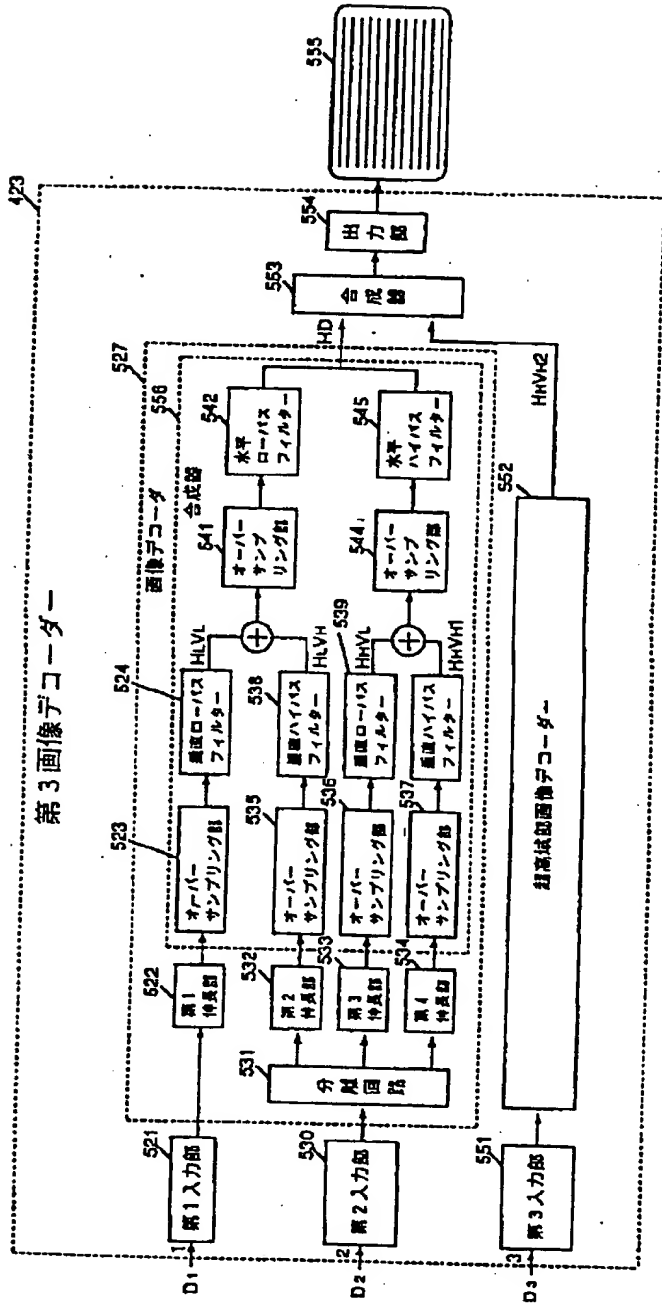 第3画像デコーダー
423
D1
1
521
第1入力部
522
第1
伸長部
523
オーバー
サンプリング部
524
垂直ローパス
フィルター
HLVL
画像デコーダ
527
合成器
556
541
オーバー
サンプ
リング部
542
水平
ローパス
フィルター
532
第2
伸長部
535
オーバー
サンプリング部
538
垂直ハイパス
フィルター
HLVH
HD
553
合成器
554
出力部
555
D2
2
530
第2入力部
531
分離回路
533
第3
伸長部
536
オーバー
サンプリング部
539
垂直ローパス
フィルター
HHVL
544
オーバー
サンプ
リング部
545
水平
ハイパス
フィルター
534
第4
伸長部
537
オーバー
サンプリング部
垂直ハイパス
フィルター
HHVH1
D3
3
551
第3入力部
552
超高域部画像デコーダー
HHVH2